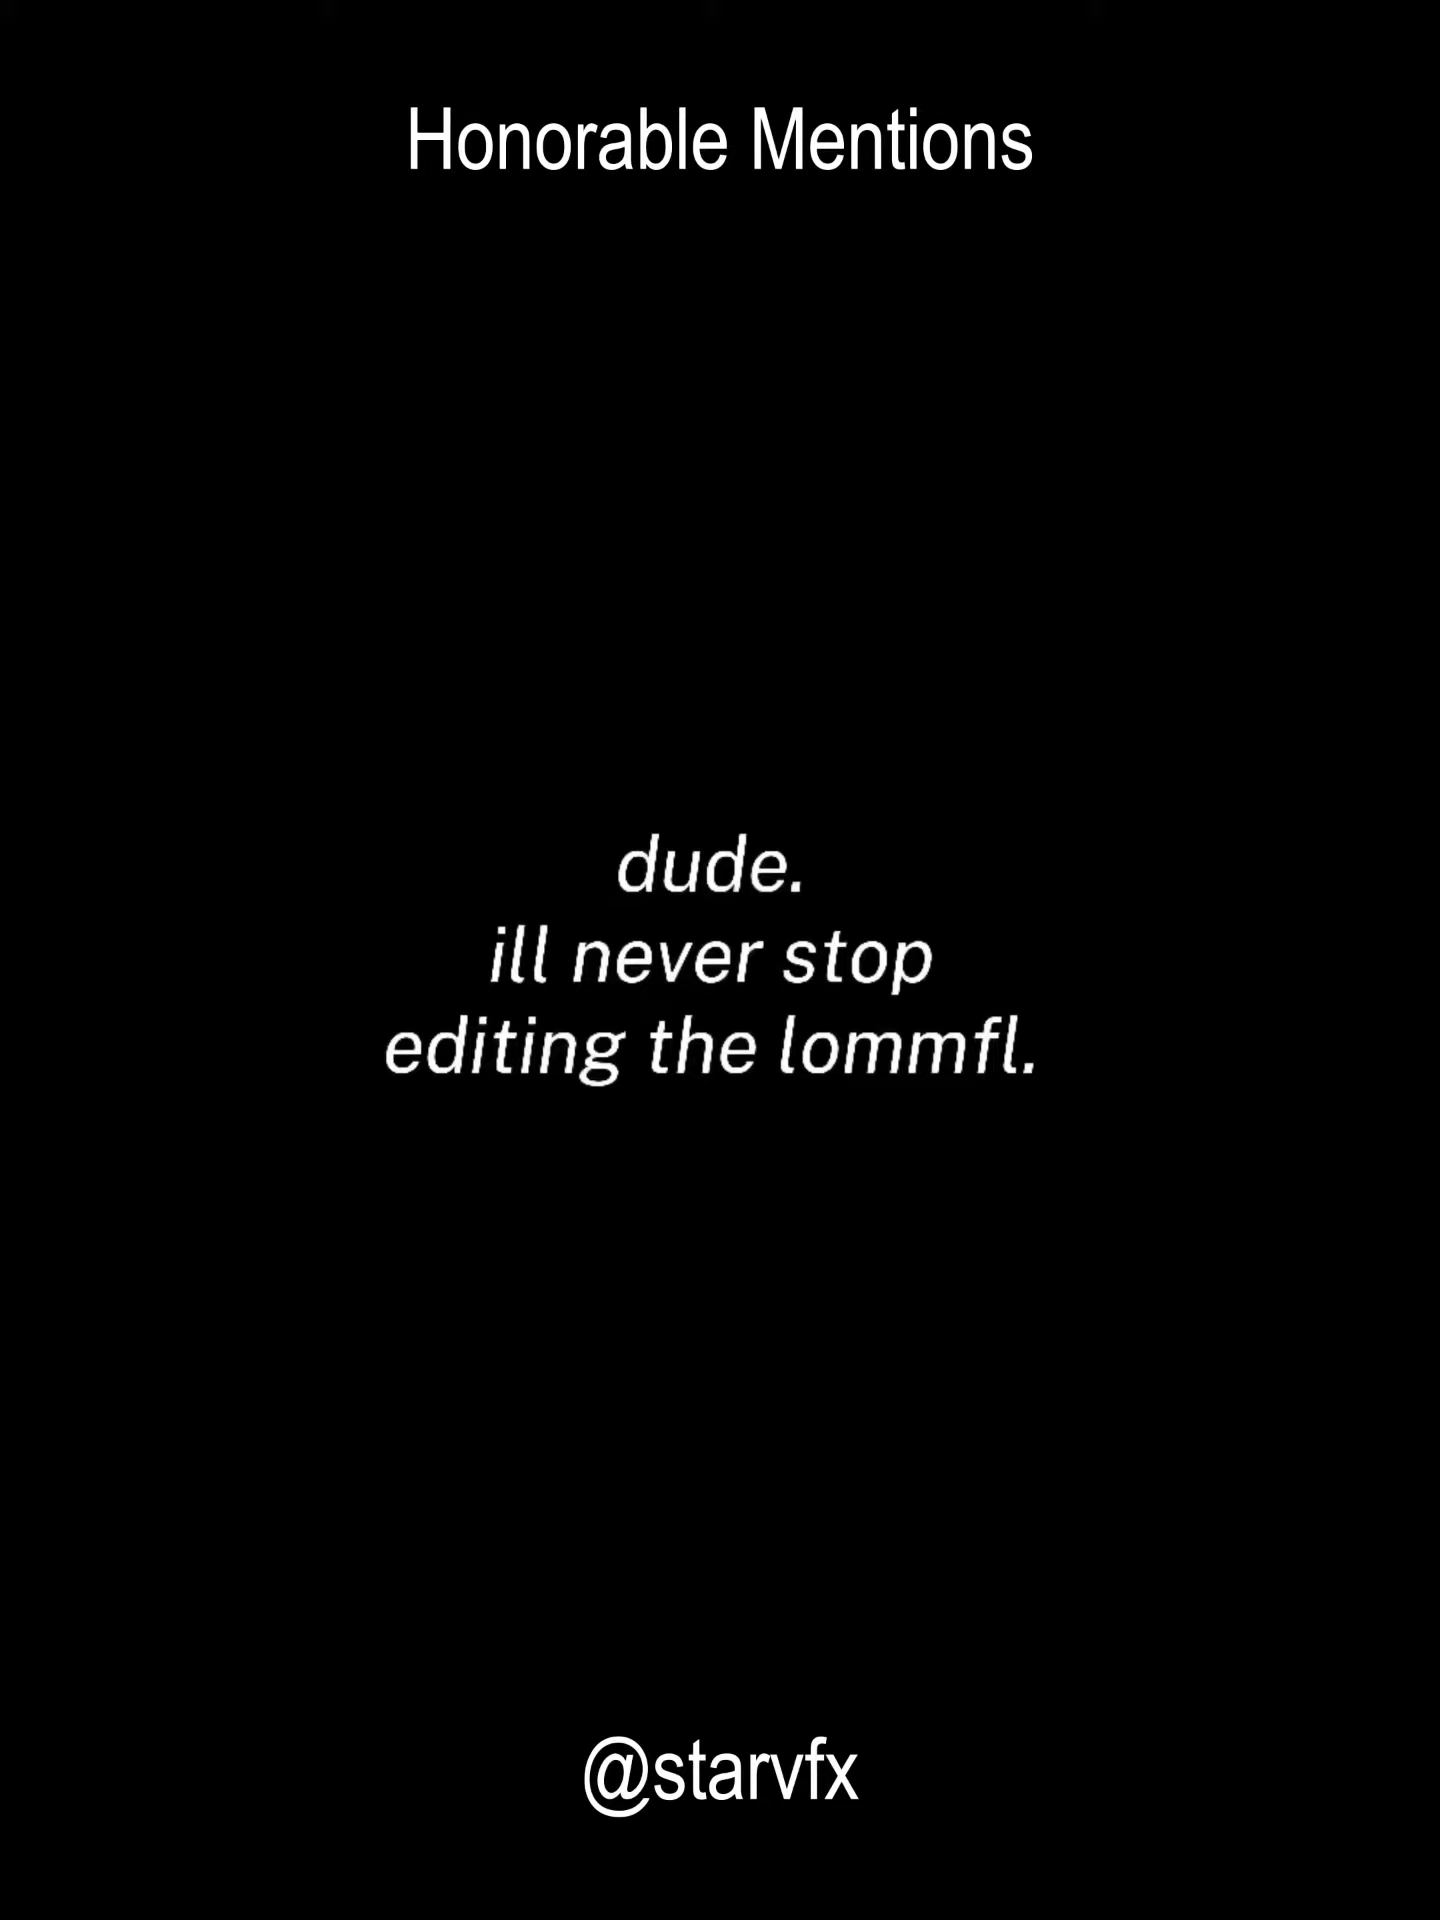 Honorable Mentions
dude.
ill never stop
editing the lommfl.
@starvfx